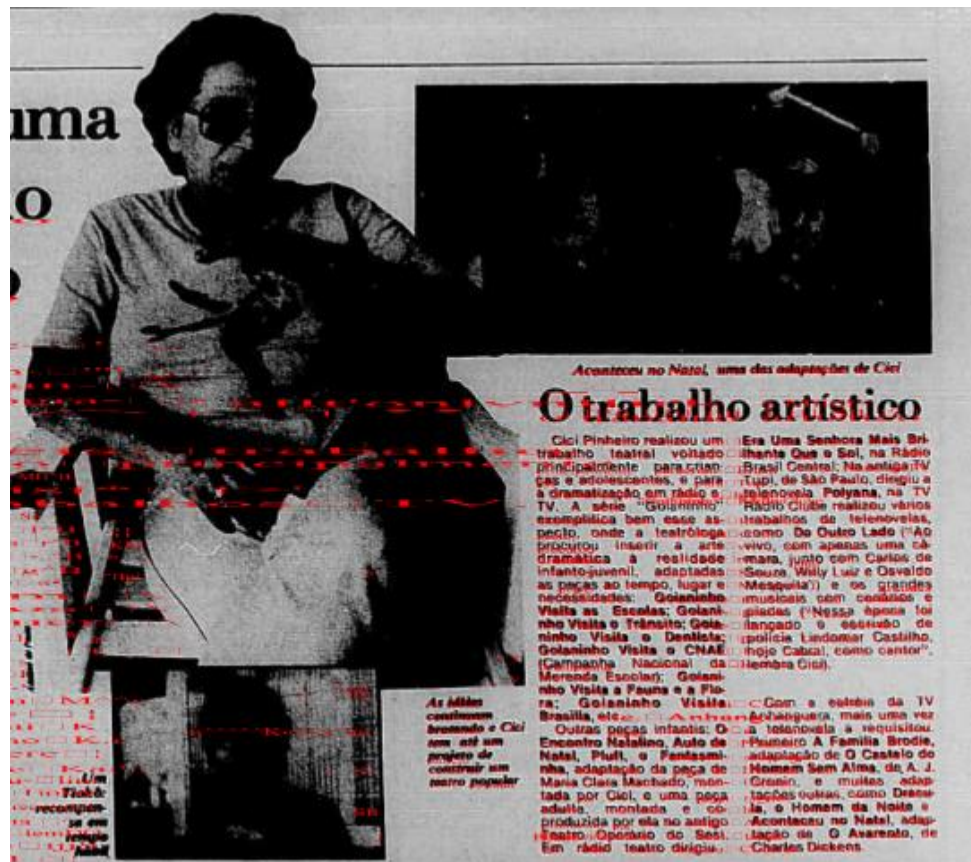 uma
o
Aconteceu no Natal, uma das adaptações de Cici
O trabalho artístico
Cici Pinheiro realizou um
trabalho teatral voltado
principalmente para crian-
ças e adolescentes, e para
a dramatização em rádio e
TV. A série "Goianinho"
exemplifica bem esse as-
pecto, onde a teatróloga
procurou inserir a arte
dramática à realidade
infanto-juvenil, adaptadas
as peças ao tempo, lugar e
necessidades: Goianinho
Visita as Escolas; Goiani-
nho Visita o Trânsito; Goia-
ninho Visita o Dentista;
Goianinho Visita o CNAE
(Campanha Nacional da
Merenda Escolar); Goiani-
nho Visita a Fauna e a Flo-
ra; Goianinho Visita
Brasília, etc.
Outras peças infantis: O
Encontro Natalino, Auto de
Natal, Pluft, o Fantasmi-
nha, adaptação da peça de
Maria Clara Machado, mon-
tada por Cici, e uma peça
adulta, montada e co-
produzida por ela no antigo
Teatro Operário do Sesi.
Em rádio teatro dirigiu
Era Uma Senhora Mais Bri-
lhante Que o Sol, na Rádio
Brasil Central; Na antiga TV
Tupi, de São Paulo, dirigiu a
telenovela Polyana, na TV
Rádio Clube realizou vários
trabalhos de telenovelas,
como Do Outro Lado ("Ao
vivo, com apenas uma câ-
mara, junto com Carlos de
Souza, Willy Luiz e Osvaldo
Mesquita") e os grandes
musicais com cenários e
piadas ("Nessa época foi
lançado o escrivão de
polícia Lindomar Castilho,
hoje Cabral, como cantor",
lembra Cici).
Com a estréia da TV
Anhanguera, mais uma vez
a telenovela a requisitou.
Primeiro A Família Brodie,
adaptação de O Castelo do
Homem Sem Alma, de A. J.
Cronin, e muitas adap-
tações outras, como Dracu-
la, o Homem da Noite e
Aconteceu no Natal, adap-
tação de O Avarento, de
Charles Dickens
As idéias
continuam
brotando e Cici
tem até um
projeto de
construir um
teatro popular
Um
recompen-
sa em
tempo